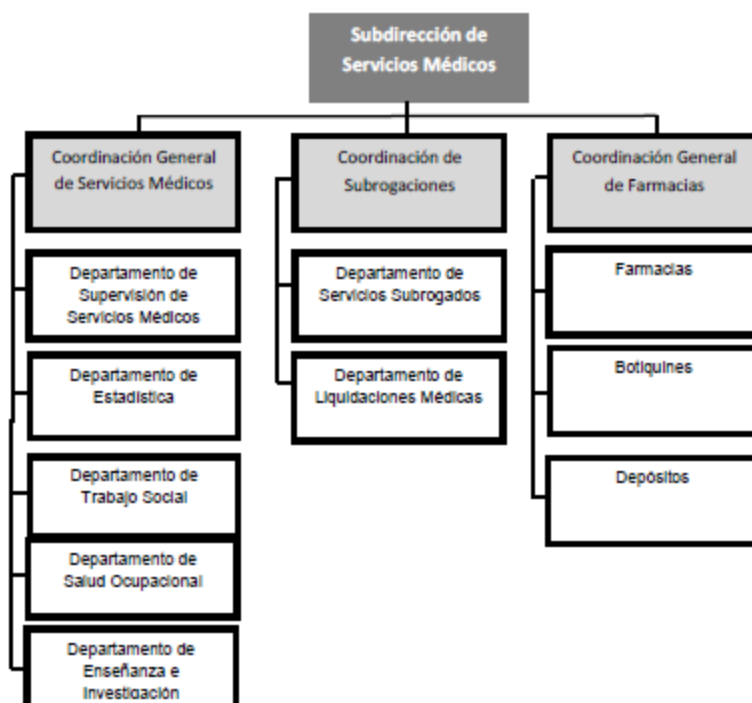 Subdirección de
Servicios Médicos
Coordinación General
de Servicios Médicos
Departamento de
Supervisión de
Servicios Médicos
Departamento de
Estadística
Departamento de
Trabajo Social
Departamento de
Salud Ocupacional
Departamento de
Enseñanza e
Investigación
Coordinación de
Subrogaciones
Departamento de
Servicios Subrogados
Departamento de
Liquidaciones Médicas
Coordinación General
de Farmacias
Farmacias
Botiquines
Depósitos